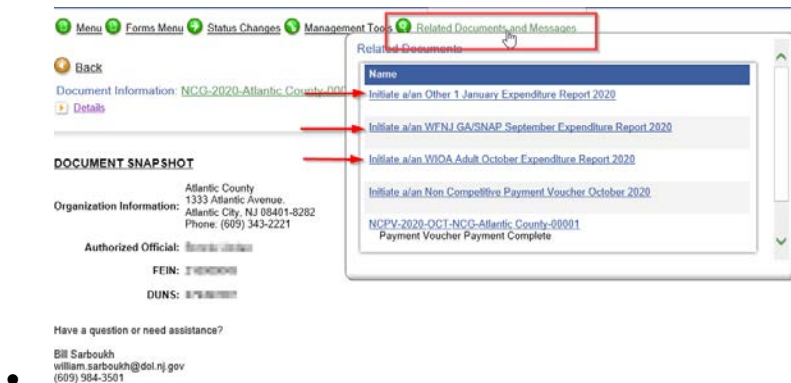 Menu Forms Menu Status Changes Management Tools Related Documents and Messages
Back
Document Information: NCG-2020-Atlantic County-000
Details
DOCUMENT SNAPSHOT
Organization Information:
Atlantic County
1333 Atlantic Avenue.
Atlantic City, NJ 08401-8282
Phone: (609) 343-2221
Authorized Official:
FEIN:
DUNS:
Have a question or need assistance?
Bill Sarboukh
william.sarboukh@dol.nj.gov
(609) 984-3501
Related Documents
Name
Initiate a/an Other 1 January Expenditure Report 2020
Initiate a/an WFNJ GA/SNAP September Expenditure Report 2020
Initiate a/an WIOA Adult October Expenditure Report 2020
Initiate a/an Non Competitive Payment Voucher October 2020
NCPV-2020-OCT-NCG-Atlantic County-00001
Payment Voucher Payment Complete